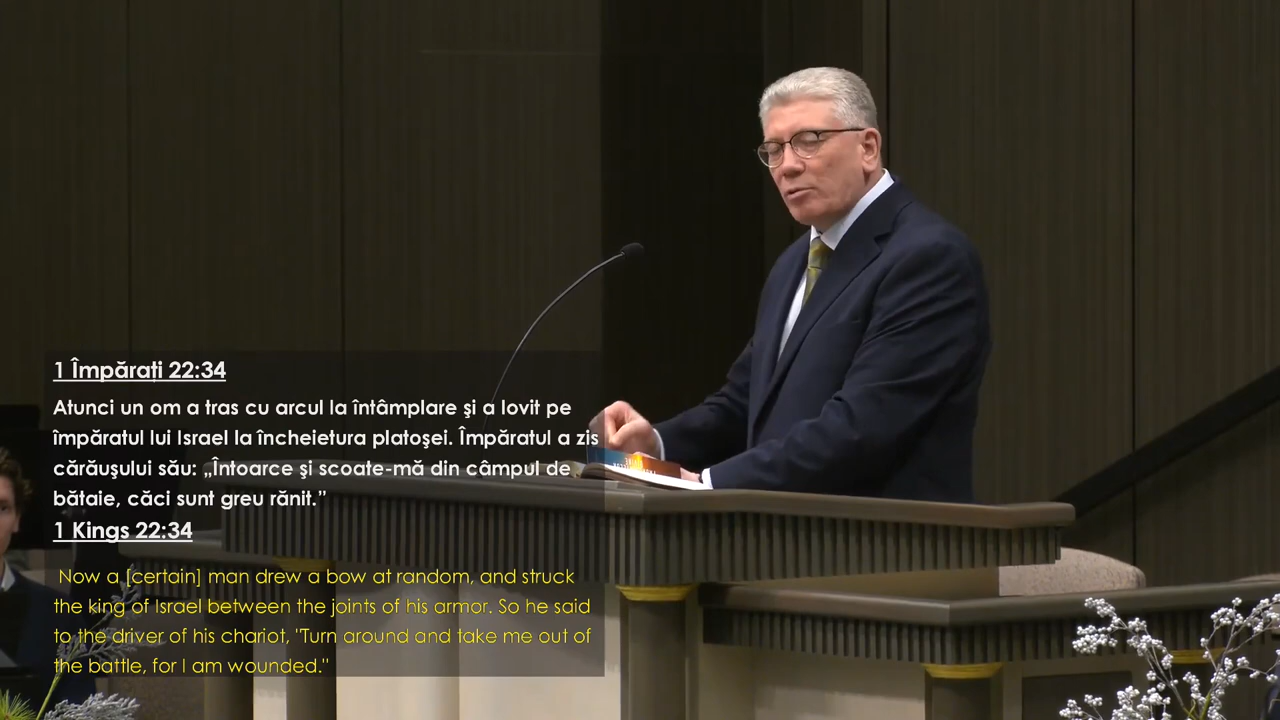 1 Împăraţi 22:34
Atunci un om a tras cu arcul la întâmplare şi a lovit pe
împăratul lui Israel la încheietura platoşei. Împăratul a zis
cărăuşului său: „Întoarce şi scoate-mă din câmpul de
bătaie, căci sunt greu rănit.”
1 Kings 22:34
Now a [certain] man drew a bow at random, and struck
the king of Israel between the joints of his armor. So he said
to the driver of his chariot, 'Turn around and take me out of
the battle, for I am wounded."